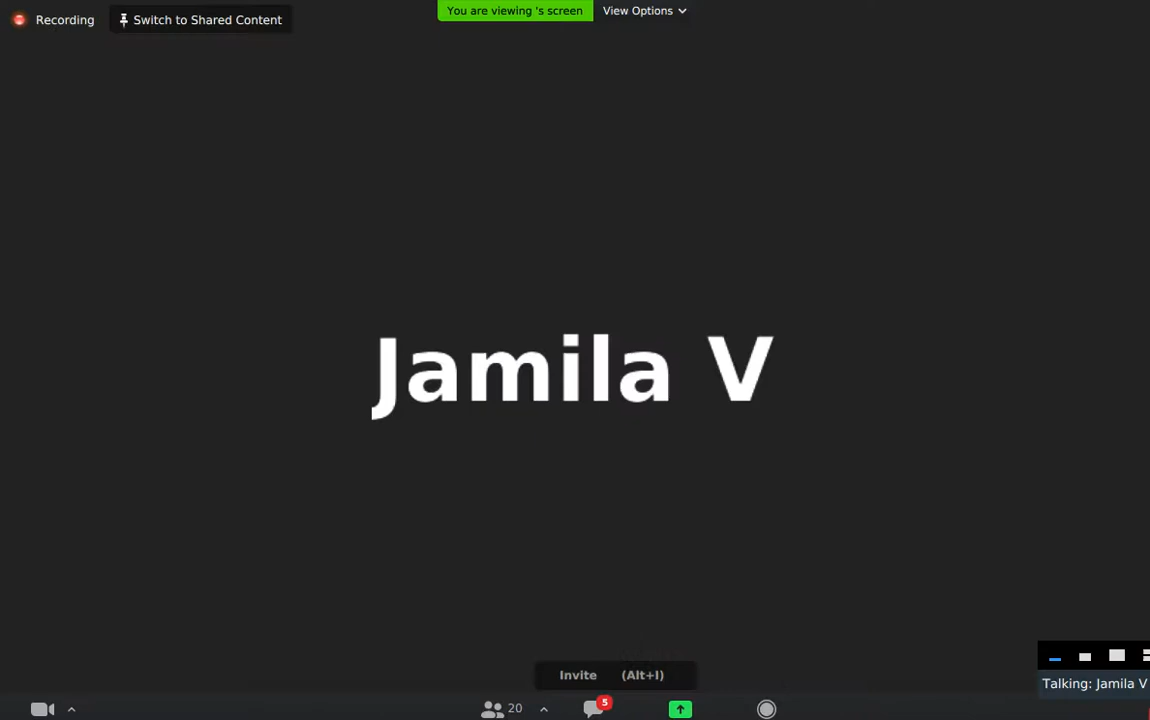 Recording
Switch to Shared Content
You are viewing 's screen
View Options
Jamila V
Invite (Alt+I)
20
5
Talking: Jamila V